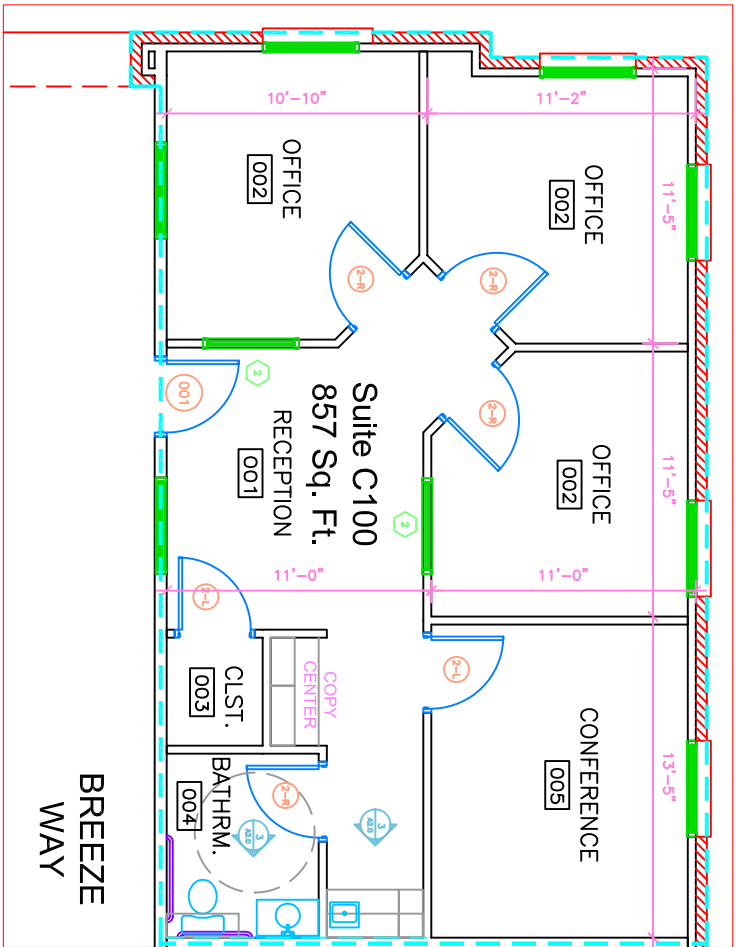 10'-10"
11'-2"
OFFICE
002
OFFICE
002
11'-5"
2-R
2-R
2-R
001
2
Suite C100
857 Sq. Ft.
RECEPTION
001
2
OFFICE
002
11'-5"
11'-0"
11'-0"
2-L
2-L
CLST.
003
COPY
CENTER
CONFERENCE
005
13'-5"
BATHRM.
004
2-R
3
A2.0
3
A2.0
BREEZE
WAY